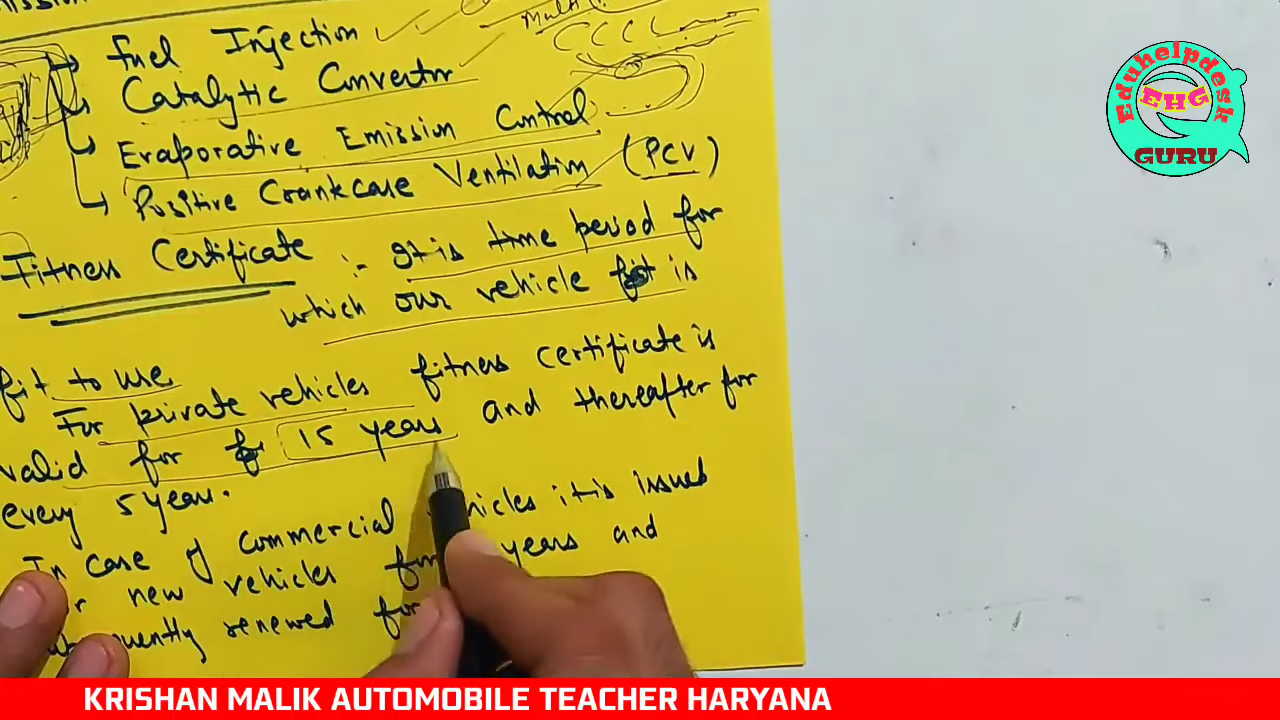 Fuel Injection
Catalytic Convertor
Evaporative Emission Control
Positive Crankcase Ventilation (PCV)
Fitness Certificate :- It is time period for
which our vehicle is
fit to use
For private vehicles fitness certificate is
valid for 15 years and thereafter for
every 5 year.
In case of commercial vehicles it is issued
new vehicles years and
renewed for
Eduhelpdesk
EHG
GURU
KRISHAN MALIK AUTOMOBILE TEACHER HARYANA